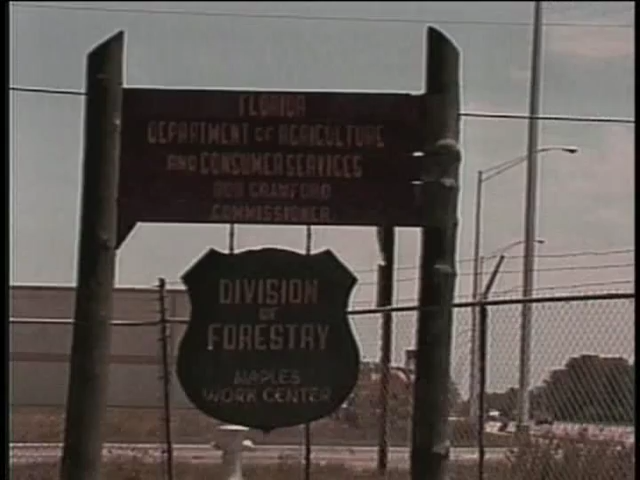 FLORIDA
DEPARTMENT OF AGRICULTURE
AND CONSUMER SERVICES
BOB CRAWFORD
COMMISSIONER
DIVISION
OF
FORESTRY
NAPLES
WORK CENTER